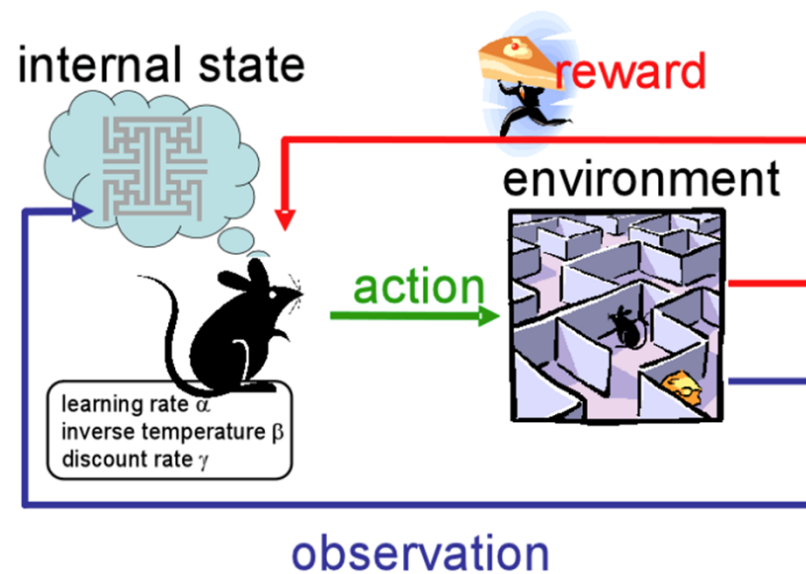 internal state
reward
environment
action
learning rate α
inverse temperature β
discount rate γ
observation